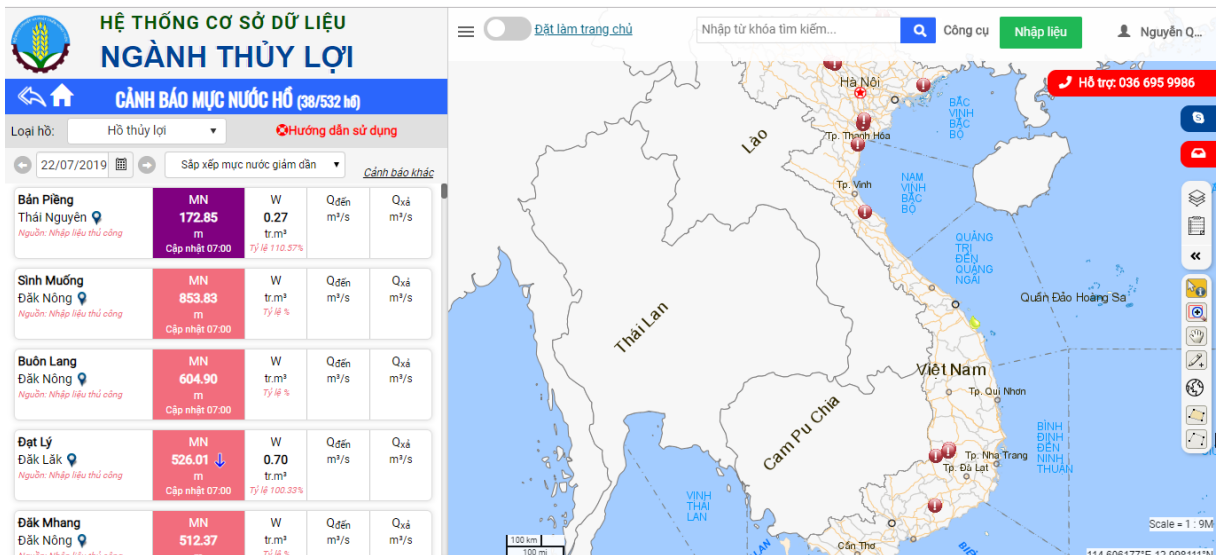 HỆ THỐNG CƠ SỞ DỮ LIỆU
NGÀNH THỦY LỢI
CẢNH BÁO MỰC NƯỚC HỒ (38/532 hồ)
Loại hồ: Hồ thủy lợi
Hướng dẫn sử dụng
22/07/2019
Sắp xếp mực nước giảm dần
Cảnh báo khác
Bản Piềng
Thái Nguyên
Nguồn: Nhập liệu thủ công
MN
172.85
m
Cập nhật 07:00
W
0.27
tr.m³
Tỷ lệ 110.57%
Qđến
m³/s
Qxả
m³/s
Sình Muống
Đăk Nông
Nguồn: Nhập liệu thủ công
MN
853.83
m
Cập nhật 07:00
W
tr.m³
Tỷ lệ %
Qđến
m³/s
Qxả
m³/s
Buôn Lang
Đăk Nông
Nguồn: Nhập liệu thủ công
MN
604.90
m
Cập nhật 07:00
W
tr.m³
Tỷ lệ %
Qđến
m³/s
Qxả
m³/s
Đạt Lý
Đăk Lăk
Nguồn: Nhập liệu thủ công
MN
526.01
m
Cập nhật 07:00
W
0.70
tr.m³
Tỷ lệ 100.33%
Qđến
m³/s
Qxả
m³/s
Đăk Mhang
Đăk Nông
MN
512.37
W
tr.m³
Qđến
m³/s
Qxả
m³/s
Đặt làm trang chủ
Nhập từ khóa tìm kiếm...
Công cụ
Nhập liệu
Nguyễn Q...
Hỗ trợ: 036 695 9986
Hà Nội
BẮC
VỊNH
BẮC
BỘ
Lào
Tp. Thanh Hóa
Tp. Vinh
NAM
VỊNH
BẮC
BỘ
QUẢNG
TRỊ
ĐẾN
QUẢNG
NGÃI
Quần Đảo Hoàng Sa
Thái Lan
Việt Nam
Tp. Qui Nhơn
Cam Pu Chia
BÌNH
ĐỊNH
ĐẾN
NINH
THUẬN
Tp. Nha Trang
Tp. Đà Lạt
VỊNH
THÁI
LAN
Cần Thơ
100 km
100 mi
Scale = 1 : 9M